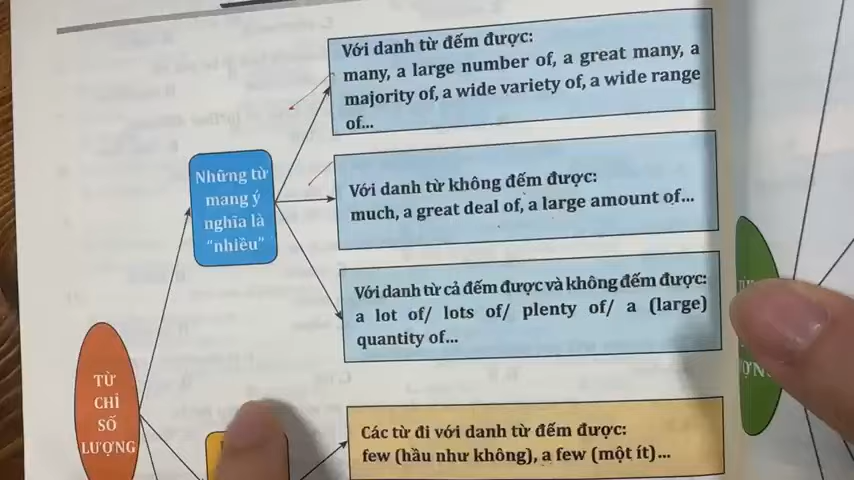 Với danh từ đếm được:
many, a large number of, a great many, a
majority of, a wide variety of, a wide range
of...
Những từ
mang ý
nghĩa là
“nhiều”
Với danh từ không đếm được:
much, a great deal of, a large amount of...
Với danh từ cả đếm được và không đếm được:
a lot of/ lots of/ plenty of/ a (large)
quantity of...
TỪ
CHỈ
SỐ
LƯỢNG
Các từ đi với danh từ đếm được:
few (hầu như không), a few (một ít)...